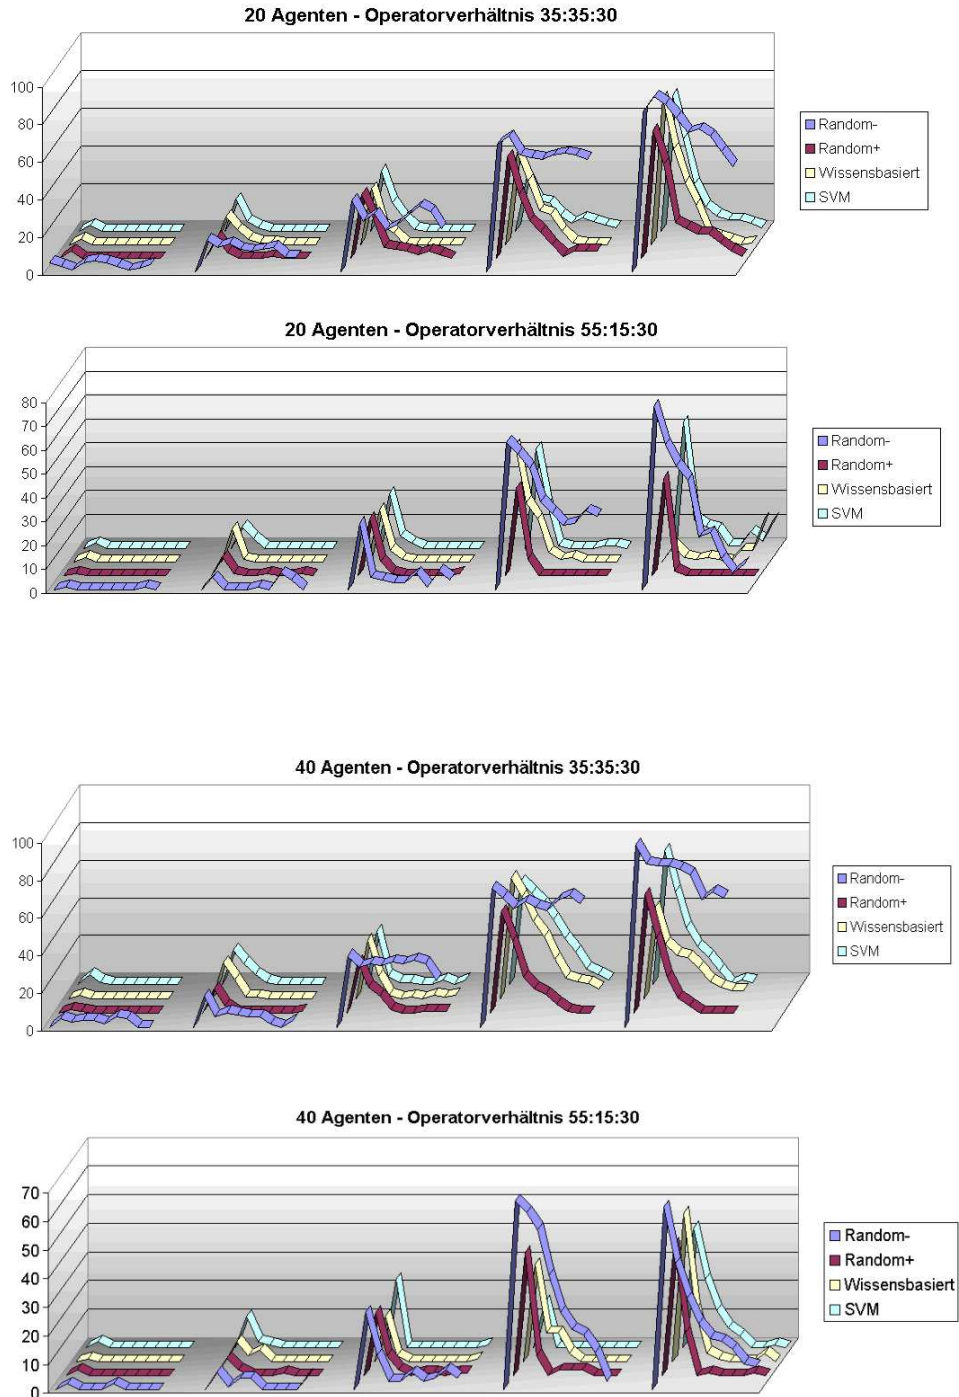 20 Agenten - Operatorverhältnis 35:35:30
100
80
60
40
20
0
Random-
Random+
Wissensbasiert
SVM
20 Agenten - Operatorverhältnis 55:15:30
80
70
60
50
40
30
20
10
0
Random-
Random+
Wissensbasiert
SVM
40 Agenten - Operatorverhältnis 35:35:30
100
80
60
40
20
0
Random-
Random+
Wissensbasiert
SVM
40 Agenten - Operatorverhältnis 55:15:30
70
60
50
40
30
20
10
0
Random-
Random+
Wissensbasiert
SVM